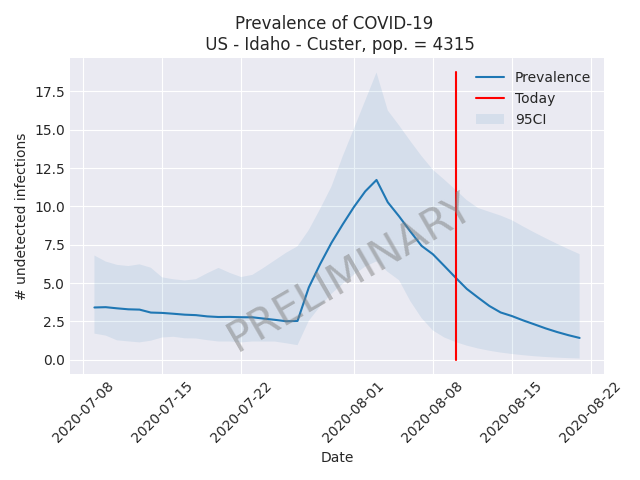 Prevalence of COVID-19
US - Idaho - Custer, pop. = 4315
Prevalence
Today
95CI
17.5
15.0
12.5
10.0
7.5
5.0
2.5
0.0
# undetected infections
PRELIMINARY
2020-07-08
2020-07-15
2020-07-22
2020-08-01
2020-08-08
2020-08-15
2020-08-22
Date